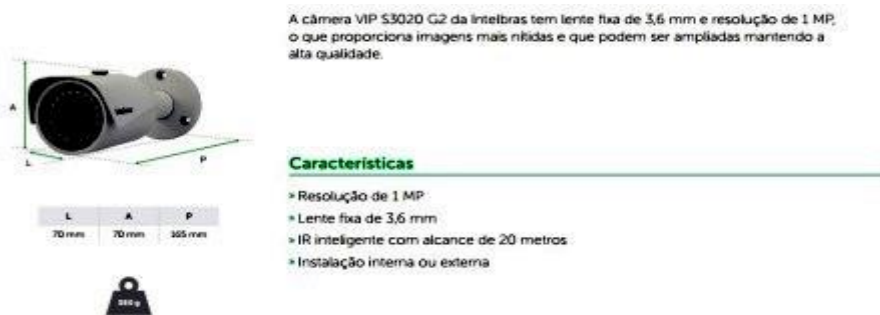 A câmera VIP S3020 G2 da Intelbras tem lente fixa de 3,6 mm e resolução de 1 MP,
o que proporciona imagens mais nítidas e que podem ser ampliadas mantendo a
alta qualidade.
A
L
P
Características
» Resolução de 1 MP
» Lente fixa de 3,6 mm
» IR inteligente com alcance de 20 metros
» Instalação interna ou externa
L A P
70 mm 70 mm 165 mm